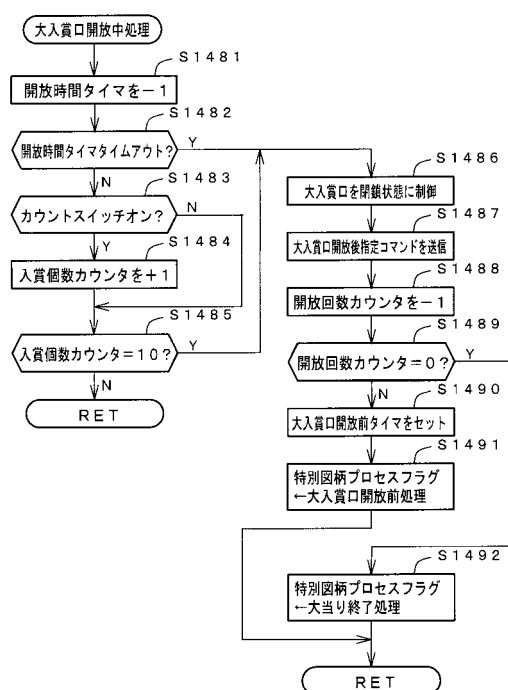 大入賞口開放中処理
S1481
開放時間タイマを－1
S1482
開放時間タイマタイムアウト?
Y
N
S1483
カウントスイッチオン?
N
Y
S1484
入賞個数カウンタを＋1
S1485
入賞個数カウンタ＝10?
Y
N
RET
S1486
大入賞口を閉鎖状態に制御
S1487
大入賞口開放後指定コマンドを送信
S1488
開放回数カウンタを－1
S1489
開放回数カウンタ＝0?
Y
N
S1490
大入賞口開放前タイマをセット
S1491
特別図柄プロセスフラグ
←大入賞口開放前処理
S1492
特別図柄プロセスフラグ
←大当り終了処理
RET